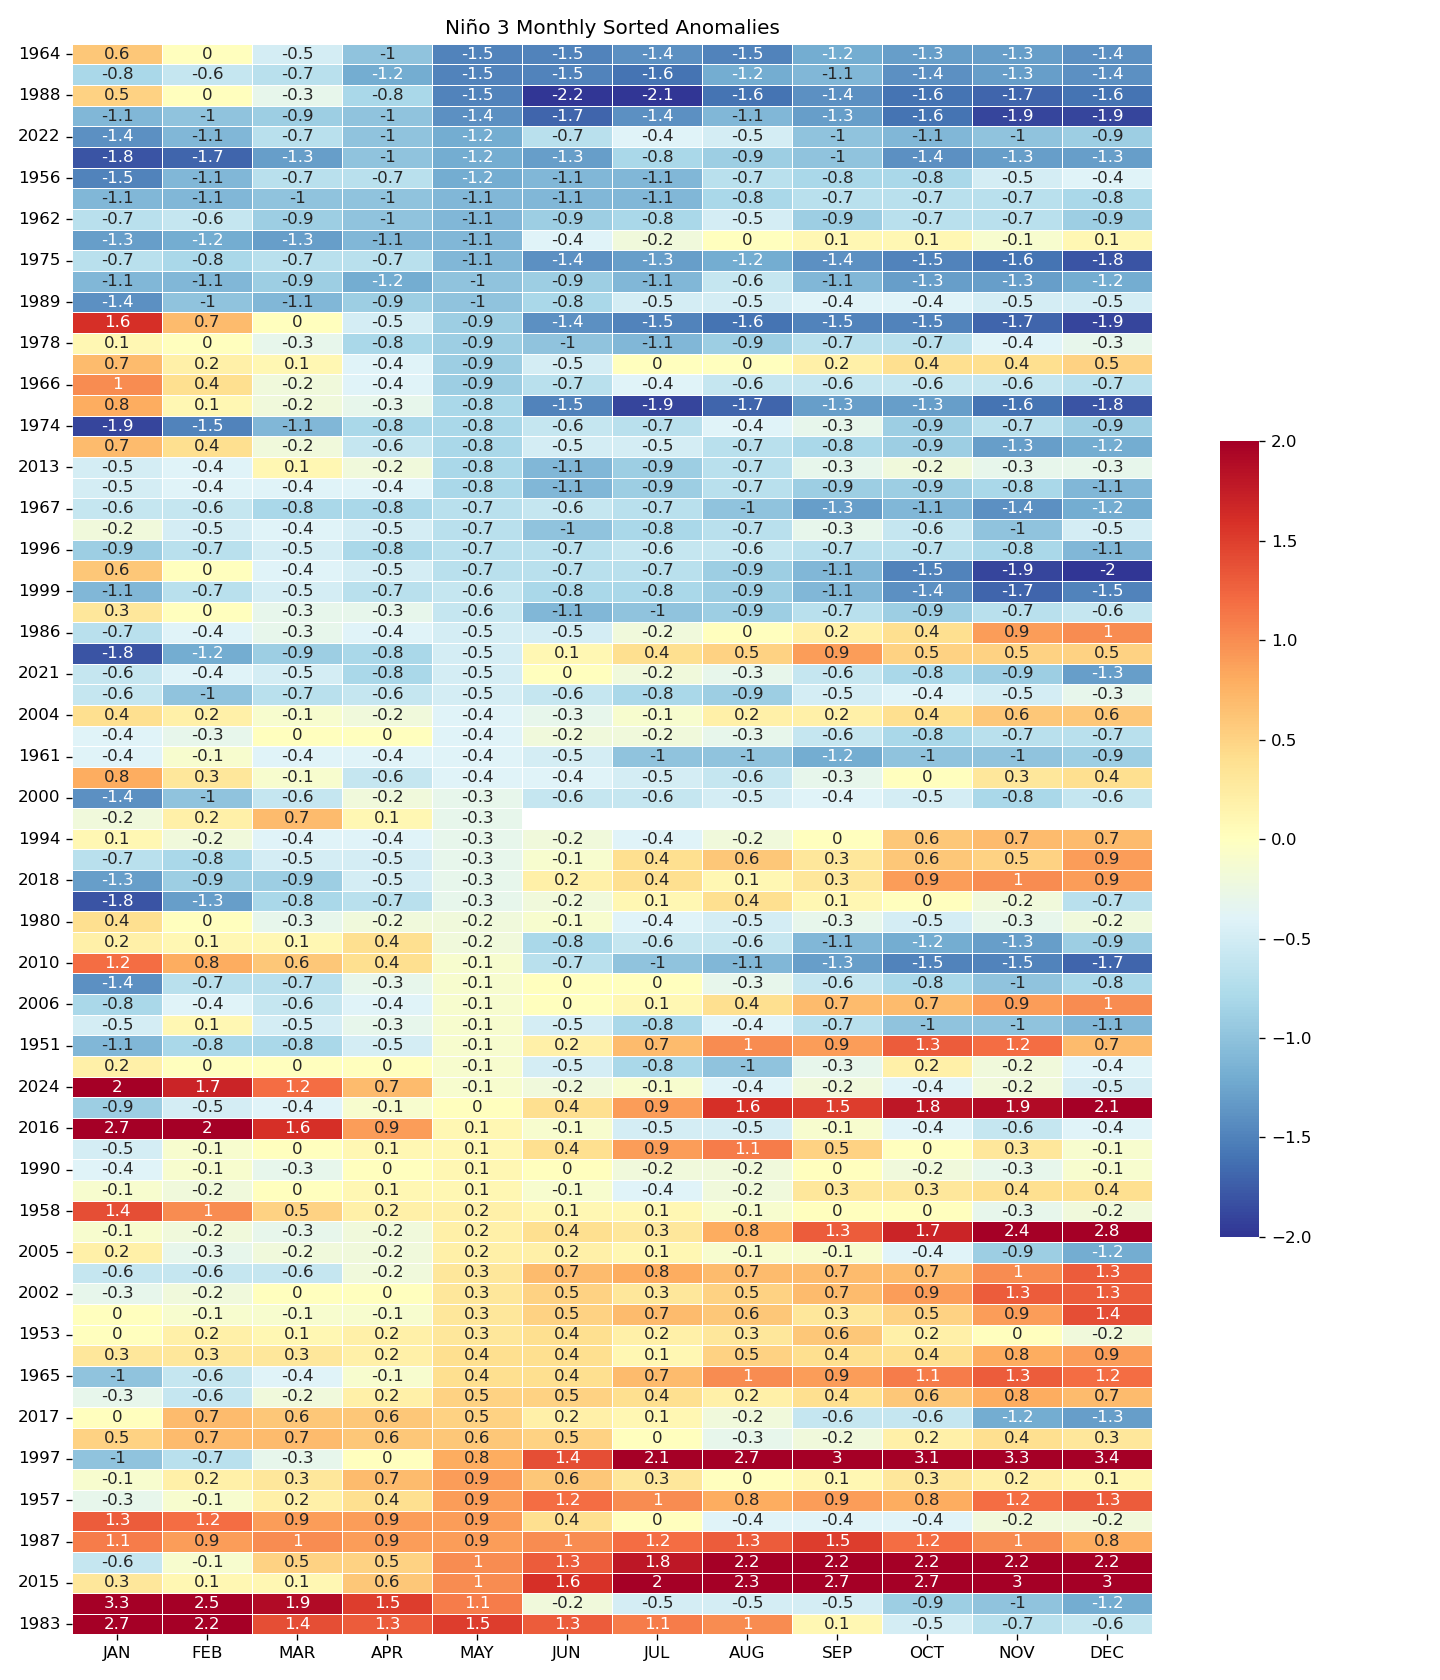 Niño 3 Monthly Sorted Anomalies
1964 0.6 0 -0.5 -1 -1.5 -1.5 -1.4 -1.5 -1.2 -1.3 -1.3 -1.4
-0.8 -0.6 -0.7 -1.2 -1.5 -1.5 -1.6 -1.2 -1.1 -1.4 -1.3 -1.4
1988 0.5 0 -0.3 -0.8 -1.5 -2.2 -2.1 -1.6 -1.4 -1.6 -1.7 -1.6
-1.1 -1 -0.9 -1 -1.4 -1.7 -1.4 -1.1 -1.3 -1.6 -1.9 -1.9
2022 -1.4 -1.1 -0.7 -1 -1.2 -0.7 -0.4 -0.5 -1 -1.1 -1 -0.9
-1.8 -1.7 -1.3 -1 -1.2 -1.3 -0.8 -0.9 -1 -1.4 -1.3 -1.3
1956 -1.5 -1.1 -0.7 -0.7 -1.2 -1.1 -1.1 -0.7 -0.8 -0.8 -0.5 -0.4
-1.1 -1.1 -1 -1 -1.1 -1.1 -1.1 -0.8 -0.7 -0.7 -0.7 -0.8
1962 -0.7 -0.6 -0.9 -1 -1.1 -0.9 -0.8 -0.5 -0.9 -0.7 -0.7 -0.9
-1.3 -1.2 -1.3 -1.1 -1.1 -0.4 -0.2 0 0.1 0.1 -0.1 0.1
1975 -0.7 -0.8 -0.7 -0.7 -1.1 -1.4 -1.3 -1.2 -1.4 -1.5 -1.6 -1.8
-1.1 -1.1 -0.9 -1.2 -1 -0.9 -1.1 -0.6 -1.1 -1.3 -1.3 -1.2
1989 -1.4 -1 -1.1 -0.9 -1 -0.8 -0.5 -0.5 -0.4 -0.4 -0.5 -0.5
1.6 0.7 0 -0.5 -0.9 -1.4 -1.5 -1.6 -1.5 -1.5 -1.7 -1.9
1978 0.1 0 -0.3 -0.8 -0.9 -1 -1.1 -0.9 -0.7 -0.7 -0.4 -0.3
0.7 0.2 0.1 -0.4 -0.9 -0.5 0 0 0.2 0.4 0.4 0.5
1966 1 0.4 -0.2 -0.4 -0.9 -0.7 -0.4 -0.6 -0.6 -0.6 -0.6 -0.7
0.8 0.1 -0.2 -0.3 -0.8 -1.5 -1.9 -1.7 -1.3 -1.3 -1.6 -1.8
1974 -1.9 -1.5 -1.1 -0.8 -0.8 -0.6 -0.7 -0.4 -0.3 -0.9 -0.7 -0.9
0.7 0.4 -0.2 -0.6 -0.8 -0.5 -0.5 -0.7 -0.8 -0.9 -1.3 -1.2
2013 -0.5 -0.4 0.1 -0.2 -0.8 -1.1 -0.9 -0.7 -0.3 -0.2 -0.3 -0.3
-0.5 -0.4 -0.4 -0.4 -0.8 -1.1 -0.9 -0.7 -0.9 -0.9 -0.8 -1.1
1967 -0.6 -0.6 -0.8 -0.8 -0.7 -0.6 -0.7 -1 -1.3 -1.1 -1.4 -1.2
-0.2 -0.5 -0.4 -0.5 -0.7 -1 -0.8 -0.7 -0.3 -0.6 -1 -0.5
1996 -0.9 -0.7 -0.5 -0.8 -0.7 -0.7 -0.6 -0.6 -0.7 -0.7 -0.8 -1.1
0.6 0 -0.4 -0.5 -0.7 -0.7 -0.7 -0.9 -1.1 -1.5 -1.9 -2
1999 -1.1 -0.7 -0.5 -0.7 -0.6 -0.8 -0.8 -0.9 -1.1 -1.4 -1.7 -1.5
0.3 0 -0.3 -0.3 -0.6 -1.1 -1 -0.9 -0.7 -0.9 -0.7 -0.6
1986 -0.7 -0.4 -0.3 -0.4 -0.5 -0.5 -0.2 0 0.2 0.4 0.9 1
-1.8 -1.2 -0.9 -0.8 -0.5 0.1 0.4 0.5 0.9 0.5 0.5 0.5
2021 -0.6 -0.4 -0.5 -0.8 -0.5 0 -0.2 -0.3 -0.6 -0.8 -0.9 -1.3
-0.6 -1 -0.7 -0.6 -0.5 -0.6 -0.8 -0.9 -0.5 -0.4 -0.5 -0.3
2004 0.4 0.2 -0.1 -0.2 -0.4 -0.3 -0.1 0.2 0.2 0.4 0.6 0.6
-0.4 -0.3 0 0 -0.4 -0.2 -0.2 -0.3 -0.6 -0.8 -0.7 -0.7
1961 -0.4 -0.1 -0.4 -0.4 -0.4 -0.5 -1 -1 -1.2 -1 -1 -0.9
0.8 0.3 -0.1 -0.6 -0.4 -0.4 -0.5 -0.6 -0.3 0 0.3 0.4
2000 -1.4 -1 -0.6 -0.2 -0.3 -0.6 -0.6 -0.5 -0.4 -0.5 -0.8 -0.6
-0.2 0.2 0.7 0.1 -0.3
1994 0.1 -0.2 -0.4 -0.4 -0.3 -0.2 -0.4 -0.2 0 0.6 0.7 0.7
-0.7 -0.8 -0.5 -0.5 -0.3 -0.1 0.4 0.6 0.3 0.6 0.5 0.9
2018 -1.3 -0.9 -0.9 -0.5 -0.3 0.2 0.4 0.1 0.3 0.9 1 0.9
-1.8 -1.3 -0.8 -0.7 -0.3 -0.2 0.1 0.4 0.1 0 -0.2 -0.7
1980 0.4 0 -0.3 -0.2 -0.2 -0.1 -0.4 -0.5 -0.3 -0.5 -0.3 -0.2
0.2 0.1 0.1 0.4 -0.2 -0.8 -0.6 -0.6 -1.1 -1.2 -1.3 -0.9
2010 1.2 0.8 0.6 0.4 -0.1 -0.7 -1 -1.1 -1.3 -1.5 -1.5 -1.7
-1.4 -0.7 -0.7 -0.3 -0.1 0 0 -0.3 -0.6 -0.8 -1 -0.8
2006 -0.8 -0.4 -0.6 -0.4 -0.1 0 0.1 0.4 0.7 0.7 0.9 1
-0.5 0.1 -0.5 -0.3 -0.1 -0.5 -0.8 -0.4 -0.7 -1 -1 -1.1
1951 -1.1 -0.8 -0.8 -0.5 -0.1 0.2 0.7 1 0.9 1.3 1.2 0.7
0.2 0 0 0 -0.1 -0.5 -0.8 -1 -0.3 0.2 -0.2 -0.4
2024 2 1.7 1.2 0.7 -0.1 -0.2 -0.1 -0.4 -0.2 -0.4 -0.2 -0.5
-0.9 -0.5 -0.4 -0.1 0 0.4 0.9 1.6 1.5 1.8 1.9 2.1
2016 2.7 2 1.6 0.9 0.1 -0.1 -0.5 -0.5 -0.1 -0.4 -0.6 -0.4
-0.5 -0.1 0 0.1 0.1 0.4 0.9 1.1 0.5 0 0.3 -0.1
1990 -0.4 -0.1 -0.3 0 0.1 0 -0.2 -0.2 0 -0.2 -0.3 -0.1
-0.1 -0.2 0 0.1 0.1 -0.1 -0.4 -0.2 0.3 0.3 0.4 0.4
1958 1.4 1 0.5 0.2 0.2 0.1 0.1 -0.1 0 0 -0.3 -0.2
-0.1 -0.2 -0.3 -0.2 0.2 0.4 0.3 0.8 1.3 1.7 2.4 2.8
2005 0.2 -0.3 -0.2 -0.2 0.2 0.2 0.1 -0.1 -0.1 -0.4 -0.9 -1.2
-0.6 -0.6 -0.6 -0.2 0.3 0.7 0.8 0.7 0.7 0.7 1 1.3
2002 -0.3 -0.2 0 0 0.3 0.5 0.3 0.5 0.7 0.9 1.3 1.3
0 -0.1 -0.1 -0.1 0.3 0.5 0.7 0.6 0.3 0.5 0.9 1.4
1953 0 0.2 0.1 0.2 0.3 0.4 0.2 0.3 0.6 0.2 0 -0.2
0.3 0.3 0.3 0.2 0.4 0.4 0.1 0.5 0.4 0.4 0.8 0.9
1965 -1 -0.6 -0.4 -0.1 0.4 0.4 0.7 1 0.9 1.1 1.3 1.2
-0.3 -0.6 -0.2 0.2 0.5 0.5 0.4 0.2 0.4 0.6 0.8 0.7
2017 0 0.7 0.6 0.6 0.5 0.2 0.1 -0.2 -0.6 -0.6 -1.2 -1.3
0.5 0.7 0.7 0.6 0.6 0.5 0 -0.3 -0.2 0.2 0.4 0.3
1997 -1 -0.7 -0.3 0 0.8 1.4 2.1 2.7 3 3.1 3.3 3.4
-0.1 0.2 0.3 0.7 0.9 0.6 0.3 0 0.1 0.3 0.2 0.1
1957 -0.3 -0.1 0.2 0.4 0.9 1.2 1 0.8 0.9 0.8 1.2 1.3
1.3 1.2 0.9 0.9 0.9 0.4 0 -0.4 -0.4 -0.4 -0.2 -0.2
1987 1.1 0.9 1 0.9 0.9 1 1.2 1.3 1.5 1.2 1 0.8
-0.6 -0.1 0.5 0.5 1 1.3 1.8 2.2 2.2 2.2 2.2 2.2
2015 0.3 0.1 0.1 0.6 1 1.6 2 2.3 2.7 2.7 3 3
3.3 2.5 1.9 1.5 1.1 -0.2 -0.5 -0.5 -0.5 -0.9 -1 -1.2
1983 2.7 2.2 1.4 1.3 1.5 1.3 1.1 1 0.1 -0.5 -0.7 -0.6
JAN FEB MAR APR MAY JUN JUL AUG SEP OCT NOV DEC
2.0
1.5
1.0
0.5
0.0
−0.5
−1.0
−1.5
−2.0